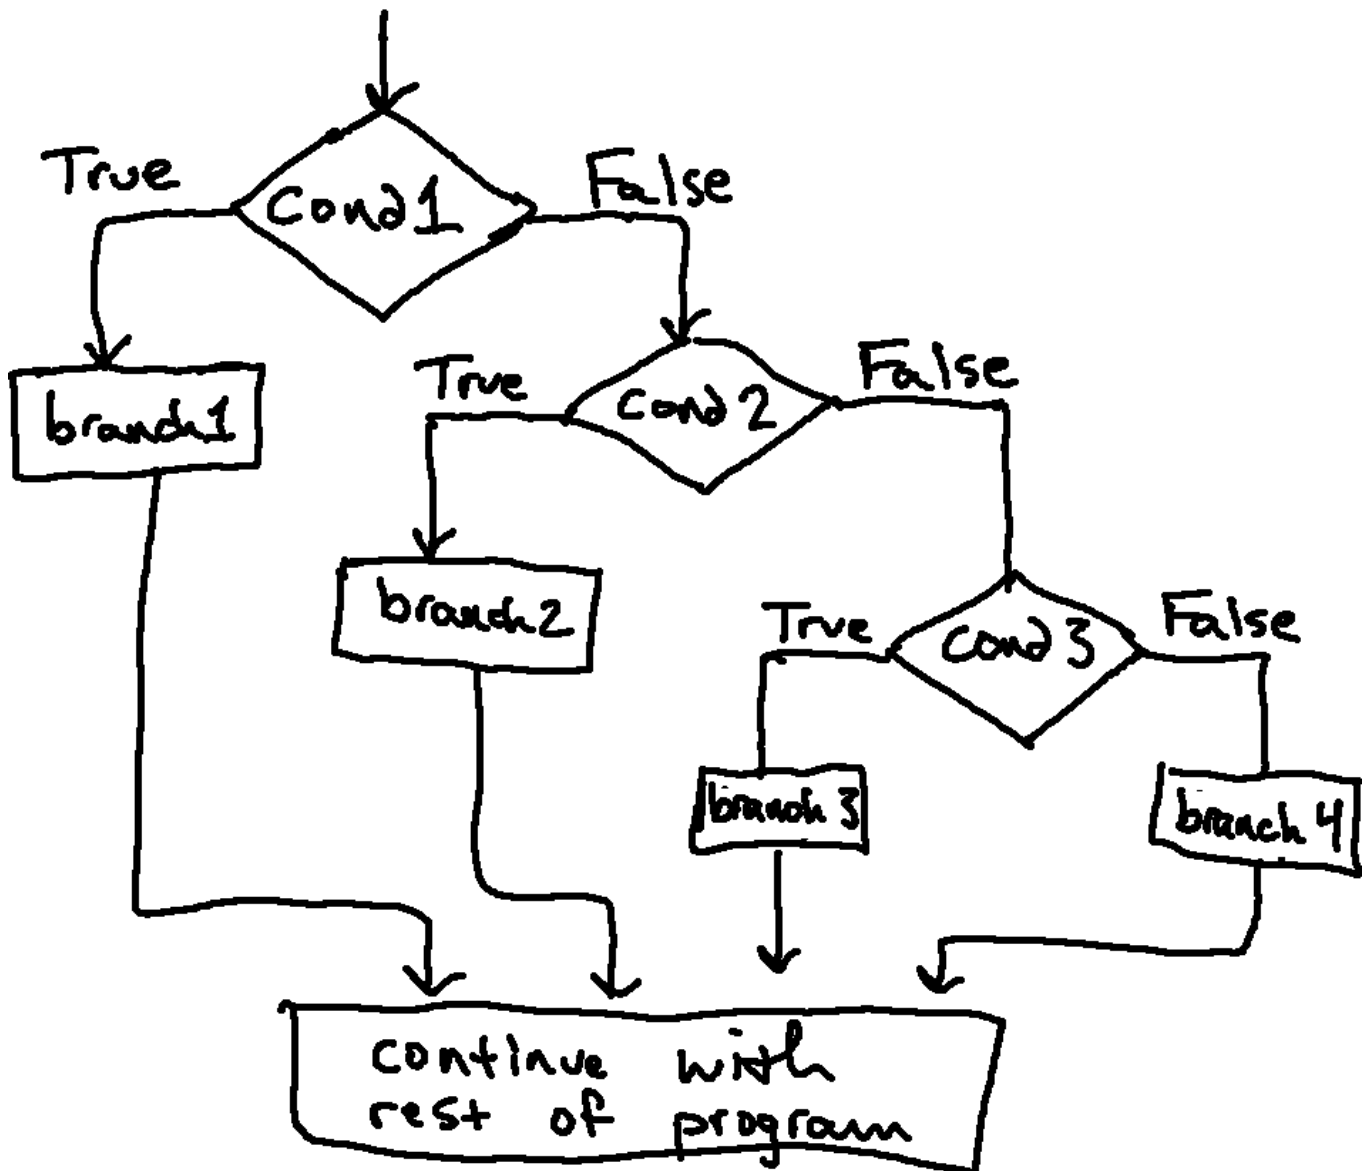 True
Cond 1
False
branch1
True
Cond 2
False
branch2
True
Cond 3
False
branch 3
branch 4
continue with
rest of program